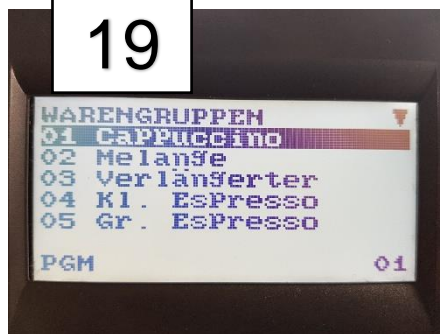 19
WARENGRUPPEN
01 Cappuccino
02 Melange
03 Verlängerter
04 Kl. Espresso
05 Gr. Espresso
PGM 01